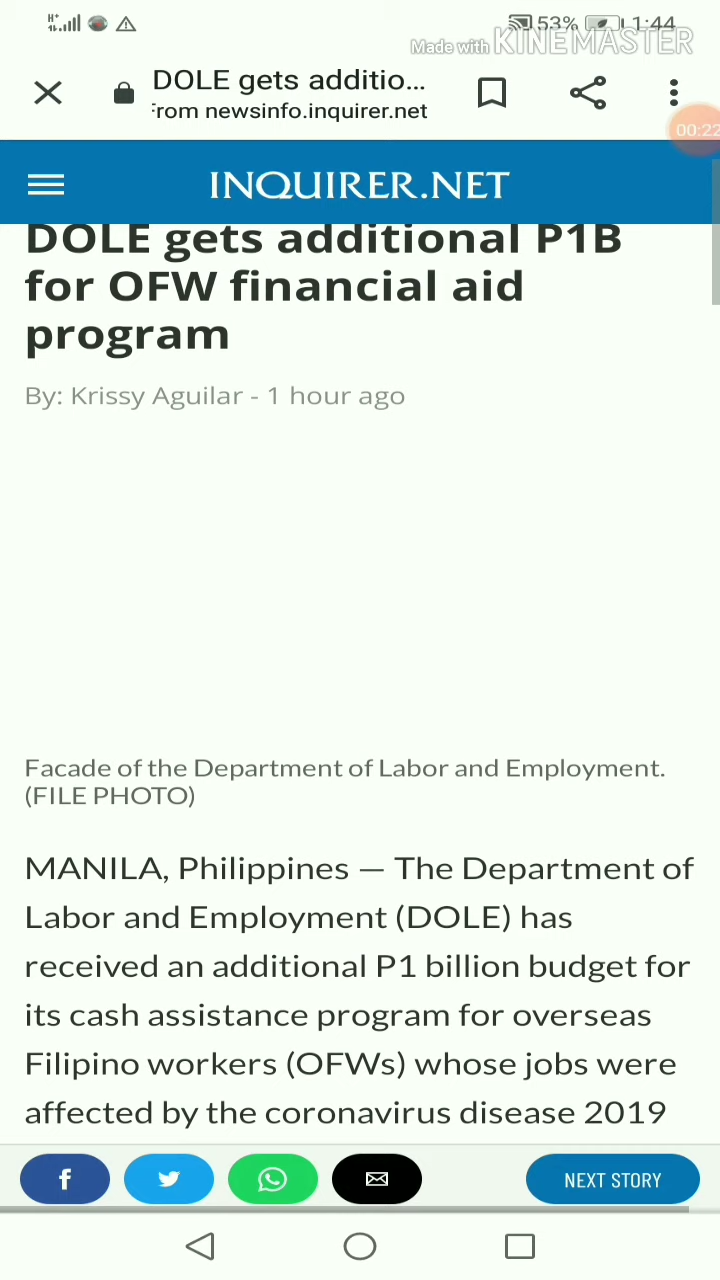 H+ 53% 1:44
Made with KINEMASTER
DOLE gets additio...
From newsinfo.inquirer.net
00:22
INQUIRER.NET
DOLE gets additional P1B
for OFW financial aid
program
By: Krissy Aguilar - 1 hour ago
Facade of the Department of Labor and Employment.
(FILE PHOTO)
MANILA, Philippines — The Department of
Labor and Employment (DOLE) has
received an additional P1 billion budget for
its cash assistance program for overseas
Filipino workers (OFWs) whose jobs were
affected by the coronavirus disease 2019
f NEXT STORY